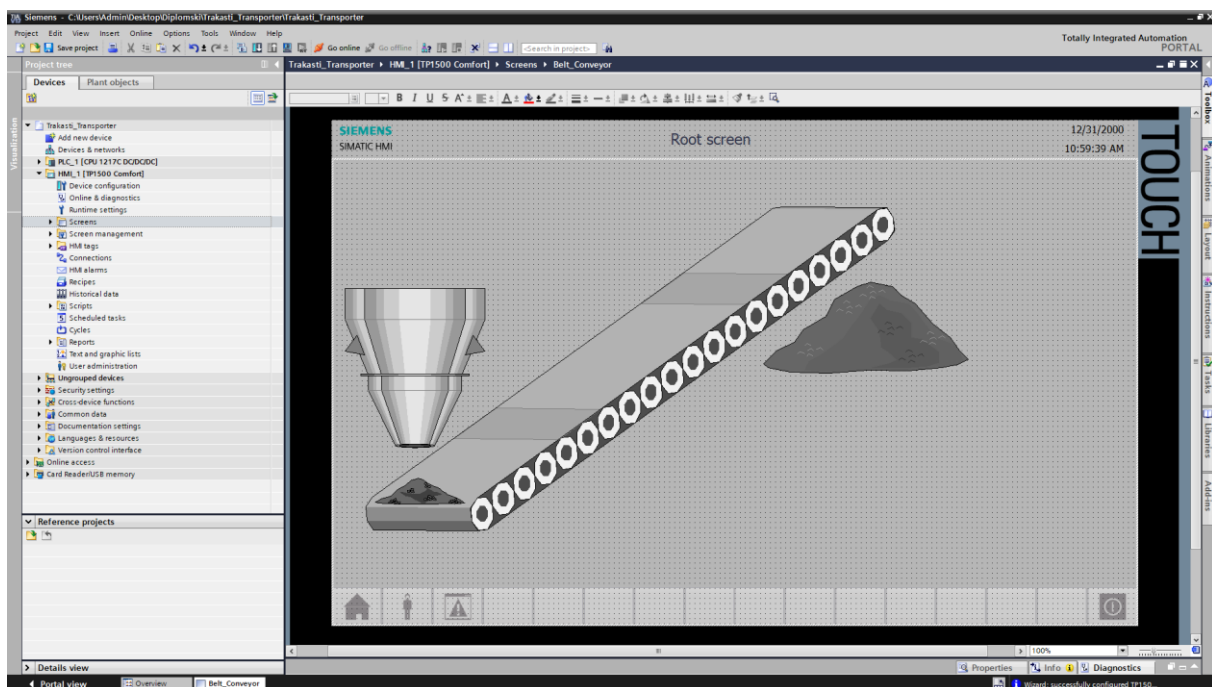 Siemens - C:\Users\Admin\Desktop\Diplomski\Trakasti_Transporter\Trakasti_Transporter
Project Edit View Insert Online Options Tools Window Help
Totally Integrated Automation
PORTAL
Save project Go online Go offline <Search in project>
Project tree
Trakasti_Transporter HMI_1 [TP1500 Comfort] Screens Belt_Conveyor
Devices Plant objects
B I U S A
Visualization
Trakasti_Transporter
Add new device
Devices & networks
PLC_1 [CPU 1217C DC/DC/DC]
HMI_1 [TP1500 Comfort]
Device configuration
Online & diagnostics
Runtime settings
Screens
Screen management
HMI tags
Connections
HMI alarms
Recipes
Historical data
Scripts
Scheduled tasks
Cycles
Reports
Text and graphic lists
User administration
Ungrouped devices
Security settings
Cross-device functions
Common data
Documentation settings
Languages & resources
Version control interface
Online access
Card Reader/USB memory
Reference projects
Details view
SIEMENS
SIMATIC HMI
Root screen
12/31/2000
10:59:39 AM
TOUCH
Toolbox
Animations
Layout
Instructions
Tasks
Libraries
Add-ins
100%
Properties Info Diagnostics
Portal view Overview Belt_Conveyor
Wizard: successfully configured TP150...